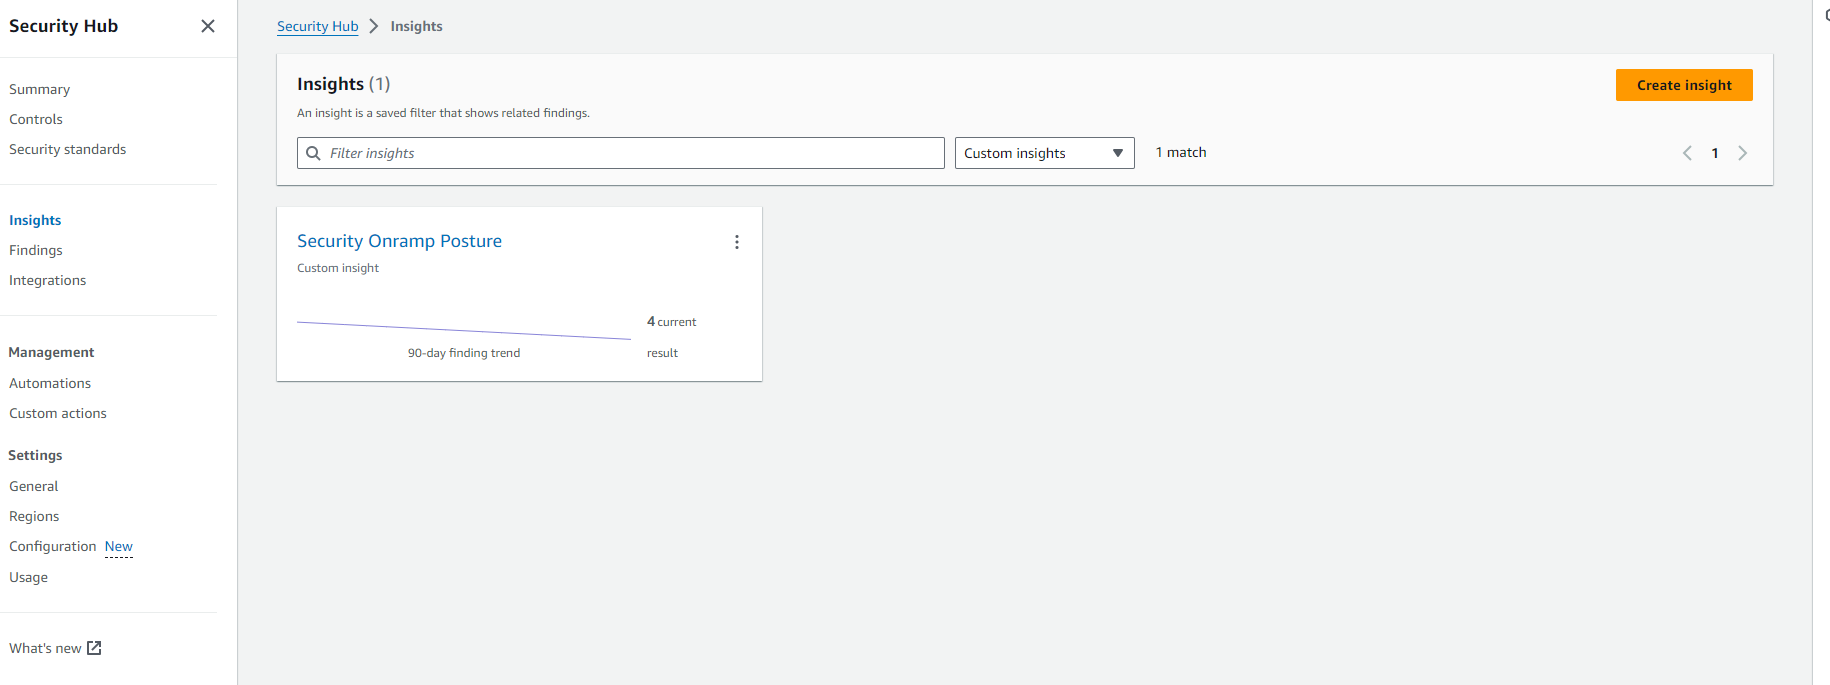 Security Hub
Summary
Controls
Security standards
Insights
Findings
Integrations
Management
Automations
Custom actions
Settings
General
Regions
Configuration New
Usage
What's new
Security Hub > Insights
Insights (1)
Create insight
An insight is a saved filter that shows related findings.
Filter insights
Custom insights
1 match
1
Security Onramp Posture
Custom insight
4 current
result
90-day finding trend